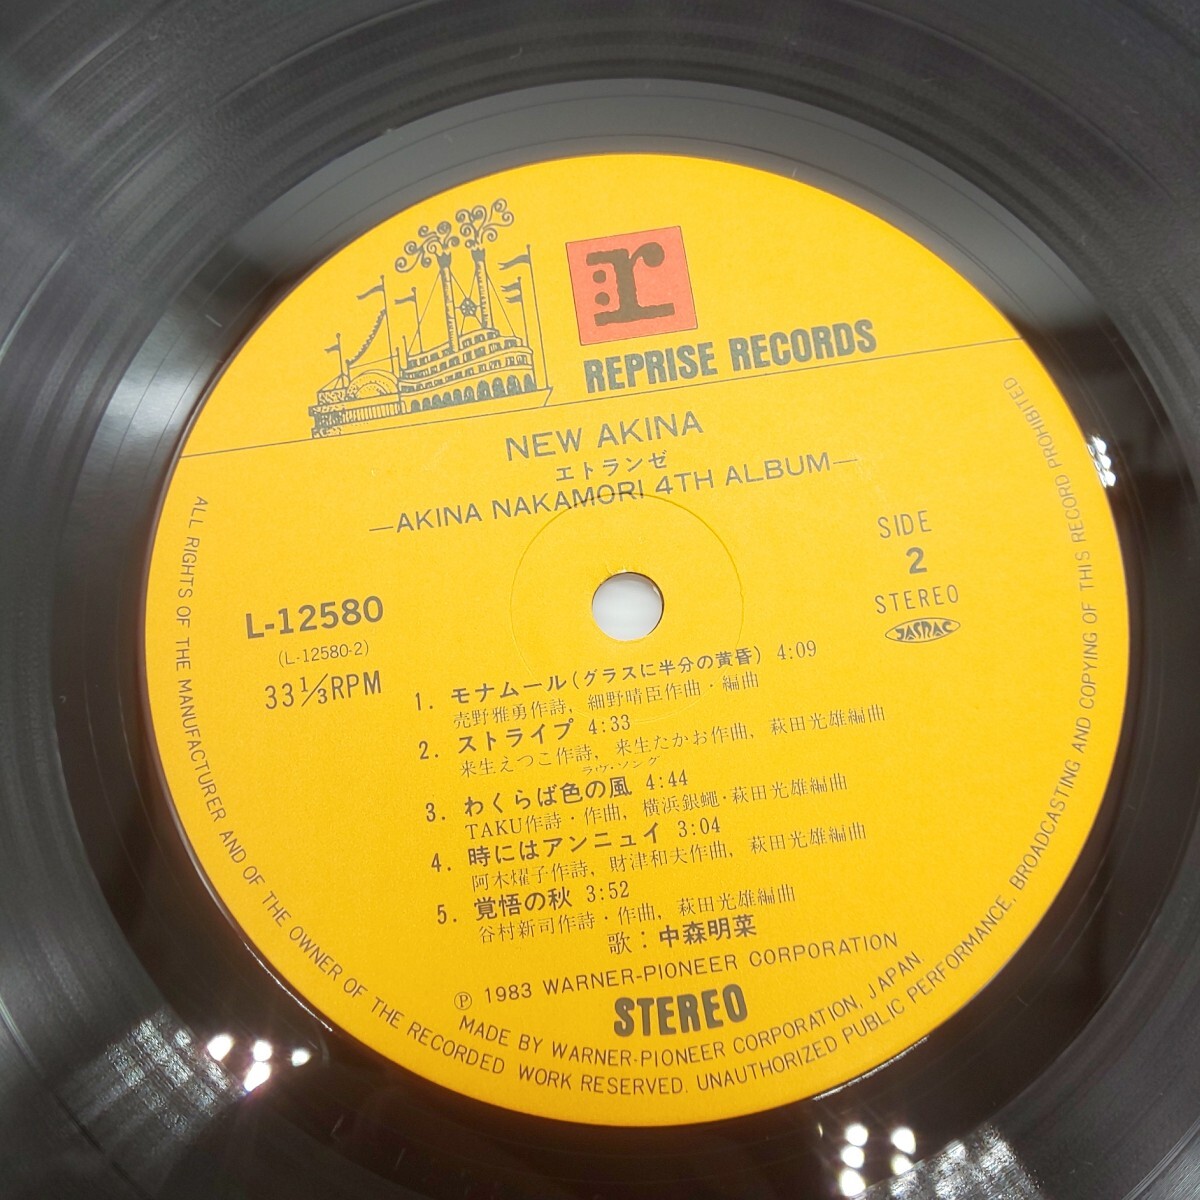 r
REPRISE RECORDS
NEW AKINA
エトランゼ
—AKINA NAKAMORI 4TH ALBUM—
SIDE
2
STEREO
JASRAC
L-12580
(L-12580-2)
33 1/3 RPM
1. モナムール(グラスに半分の黄昏) 4:09
売野雅勇作詩, 細野晴臣作曲・編曲
2. ストライプ 4:33
来生えつこ作詩, 来生たかお作曲, 萩田光雄編曲
ラヴ・ソング
3. わくらば色の風 4:44
TAKU作詩・作曲, 横浜銀蝿・萩田光雄編曲
4. 時にはアンニュイ 3:04
阿木燿子作詩, 財津和夫作曲, 萩田光雄編曲
5. 覚悟の秋 3:52
谷村新司作詩・作曲, 萩田光雄編曲
歌: 中森明菜
Ⓟ 1983 WARNER-PIONEER CORPORATION
STEREO
MADE BY WARNER-PIONEER CORPORATION, JAPAN
ALL RIGHTS OF THE MANUFACTURER AND OF THE OWNER OF THE RECORDED WORK RESERVED. UNAUTHORIZED PUBLIC PERFORMANCE, BROADCASTING AND COPYING OF THIS RECORD PROHIBITED